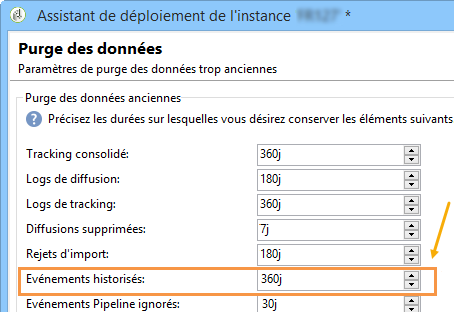 Assistant de déploiement de l'instance *
Purge des données
Paramètres de purge des données trop anciennes
Purge des données anciennes
Précisez les durées sur lesquelles vous désirez conserver les éléments suivants
Tracking consolidé: 360j
Logs de diffusion: 180j
Logs de tracking: 360j
Diffusions supprimées: 7j
Rejets d'import: 180j
Evénements historisés: 360j
Evénements Pipeline ignorés: 30j